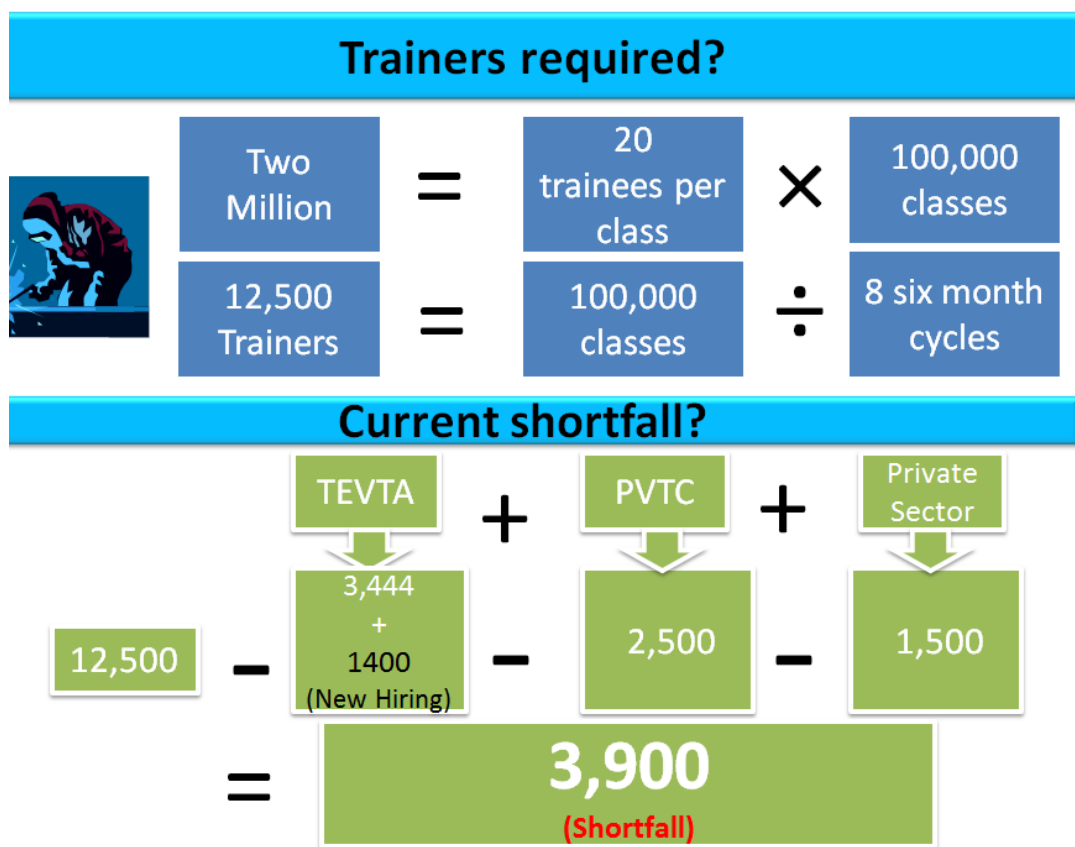 Trainers required?
Two
Million
=
20
trainees per
class
×
100,000
classes
12,500
Trainers
=
100,000
classes
÷
8 six month
cycles
Current shortfall?
TEVTA
+
PVTC
+
Private
Sector
12,500
-
3,444
+
1400
(New Hiring)
-
2,500
-
1,500
=
3,900
(Shortfall)